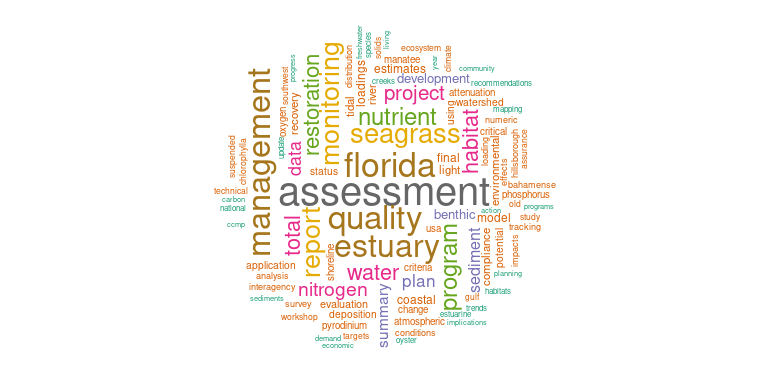 freshwater
species
solids
living
ecosystem
manatee
year
climate
community
progress
southwest
restoration
monitoring
distribution
loadings
estimates
creeks
development
recommendations
river
project
attenuation
tidal
using
watershed
mapping
nutrient
numeric
management
oxygen
recovery
seagrass
habitat
critical
hillsborough
assurance
update
data
suspended
chlorophylla
status
florida
final
light
loading
environmental
effects
technical
carbon
national
assessment
bahamense
phosphorus
old
programs
ccmp
total
report
quality
benthic
action
model
study
usa
tracking
estuary
program
sediment
compliance
potential
impacts
shoreline
application
analysis
interagency
sediments
water
criteria
plan
planning
habitats
nitrogen
gulf
survey
evaluation
summary
coastal
change
trends
estuarine
workshop
deposition
pyrodinium
atmospheric
implications
conditions
targets
demand
economic
oyster